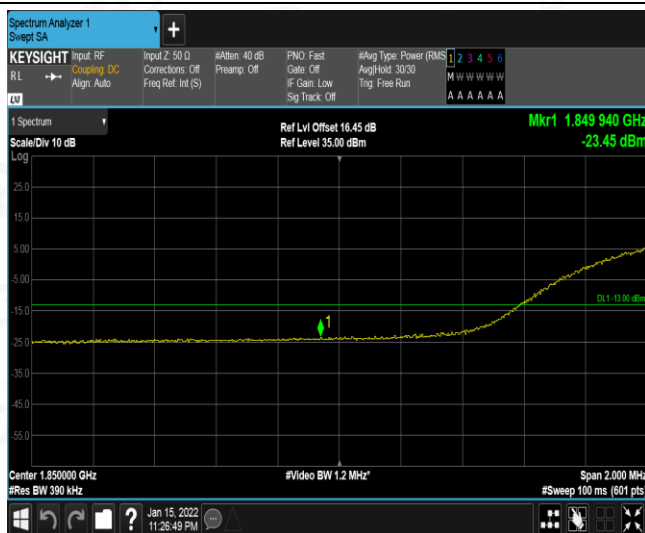 Spectrum Analyzer 1
Swept SA
+
KEYSIGHT
RL
LXI
Input: RF
Coupling: DC
Align: Auto
Input Z: 50 Ω
Corrections: Off
Freq Ref: Int (S)
#Atten: 40 dB
Preamp: Off
PNO: Fast
Gate: Off
IF Gain: Low
Sig Track: Off
#Avg Type: Power (RMS
Avg|Hold: 30/30
Trig: Free Run
1 2 3 4 5 6
M W W W W W
A A A A A A
1 Spectrum
Scale/Div 10 dB
Log
Ref Lvl Offset 16.45 dB
Ref Level 35.00 dBm
Mkr1 1.849 940 GHz
-23.45 dBm
25.0
15.0
5.00
-5.00
-15.0
-25.0
-35.0
-45.0
-55.0
1
DL1 -13.00 dBm
Center 1.850000 GHz
#Res BW 390 kHz
#Video BW 1.2 MHz*
Span 2.000 MHz
#Sweep 100 ms (601 pts)
?
Jan 15, 2022
11:26:49 PM